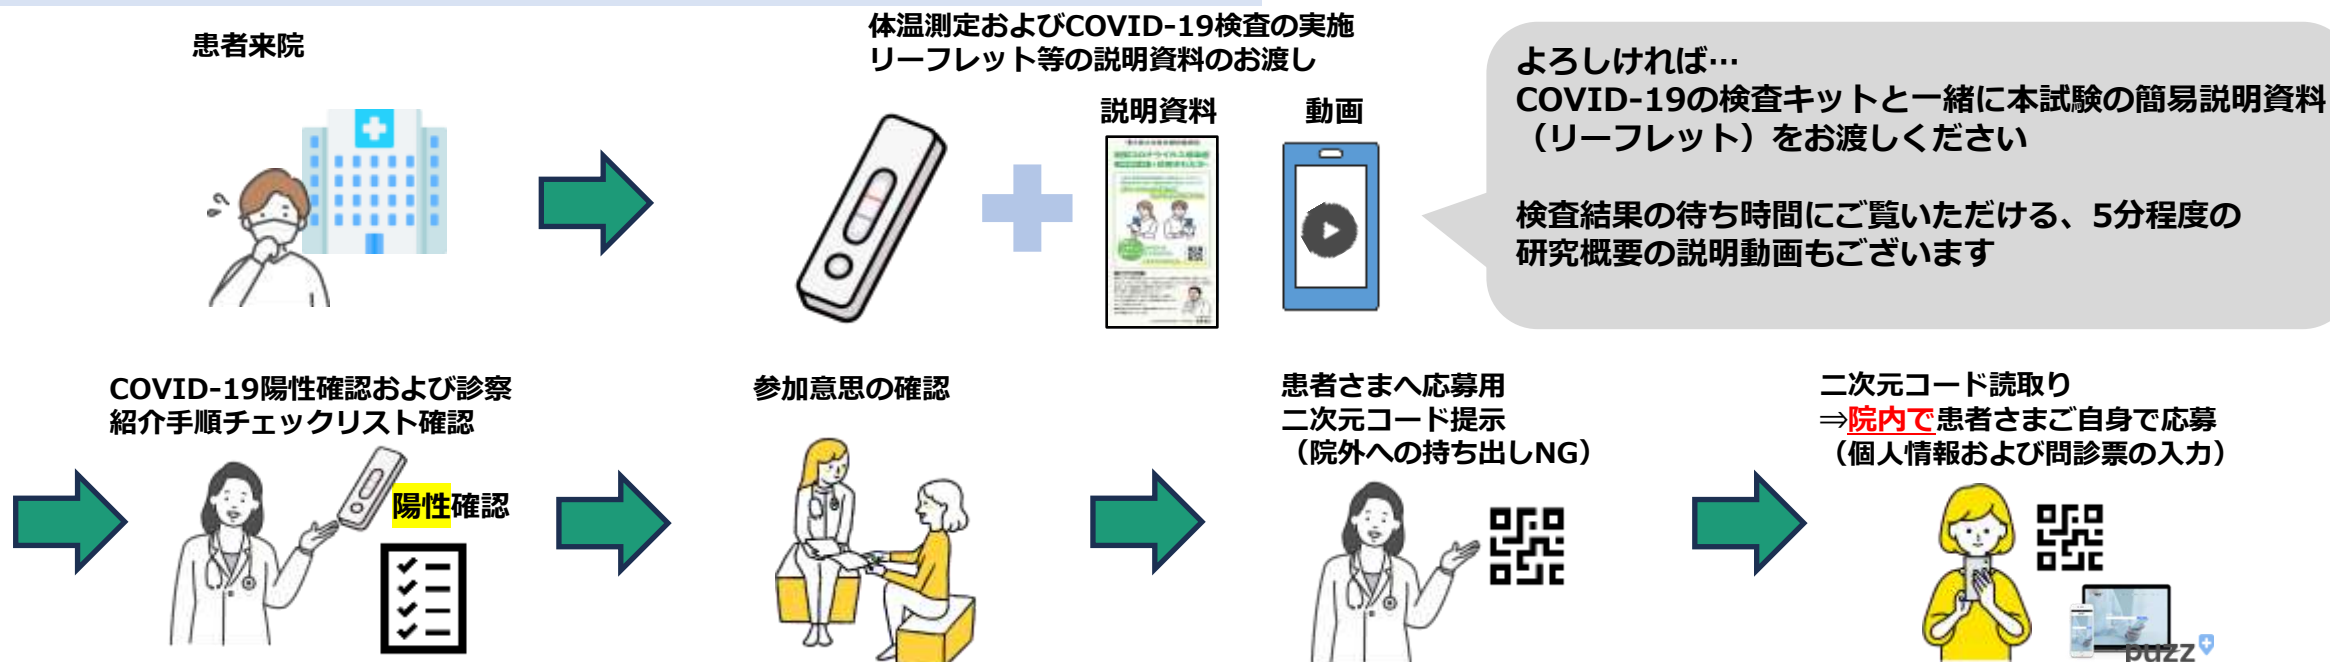 患者来院
体温測定およびCOVID-19検査の実施
リーフレット等の説明資料のお渡し
説明資料
動画
よろしければ…
COVID-19の検査キットと一緒に本試験の簡易説明資料
（リーフレット）をお渡しください
検査結果の待ち時間にご覧いただける、5分程度の
研究概要の説明動画もございます
COVID-19陽性確認および診察
紹介手順チェックリスト確認
陽性確認
参加意思の確認
患者さまへ応募用
二次元コード提示
（院外への持ち出しNG）
二次元コード読取り
⇒院内で患者さまご自身で応募
（個人情報および問診票の入力）
puzz